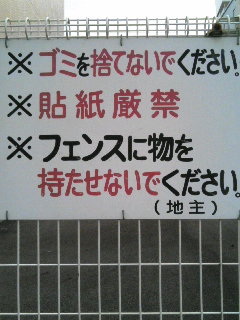 ※ゴミを捨てないでください。
※貼紙厳禁
※フェンスに物を
持たせないでください。
(地主)